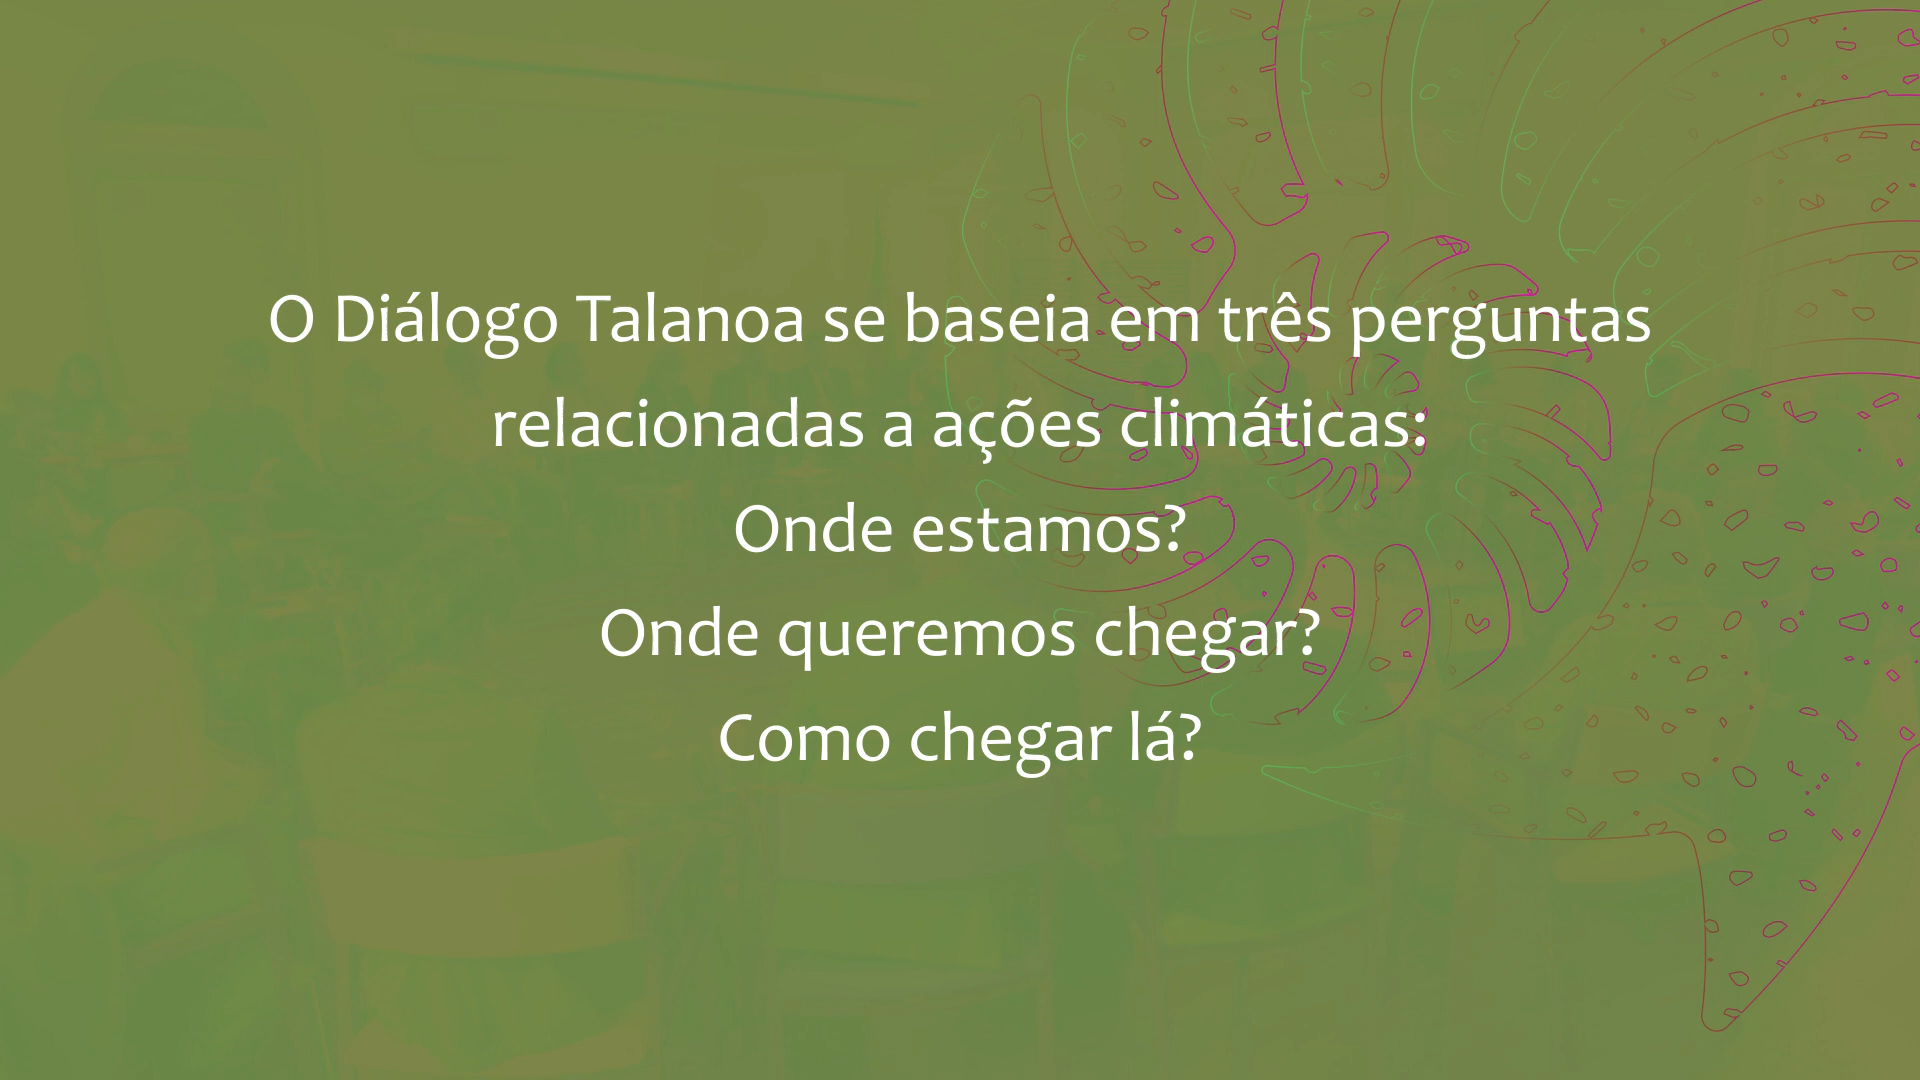 O Diálogo Talanoa se baseia em três perguntas
relacionadas a ações climáticas:
Onde estamos?
Onde queremos chegar?
Como chegar lá?